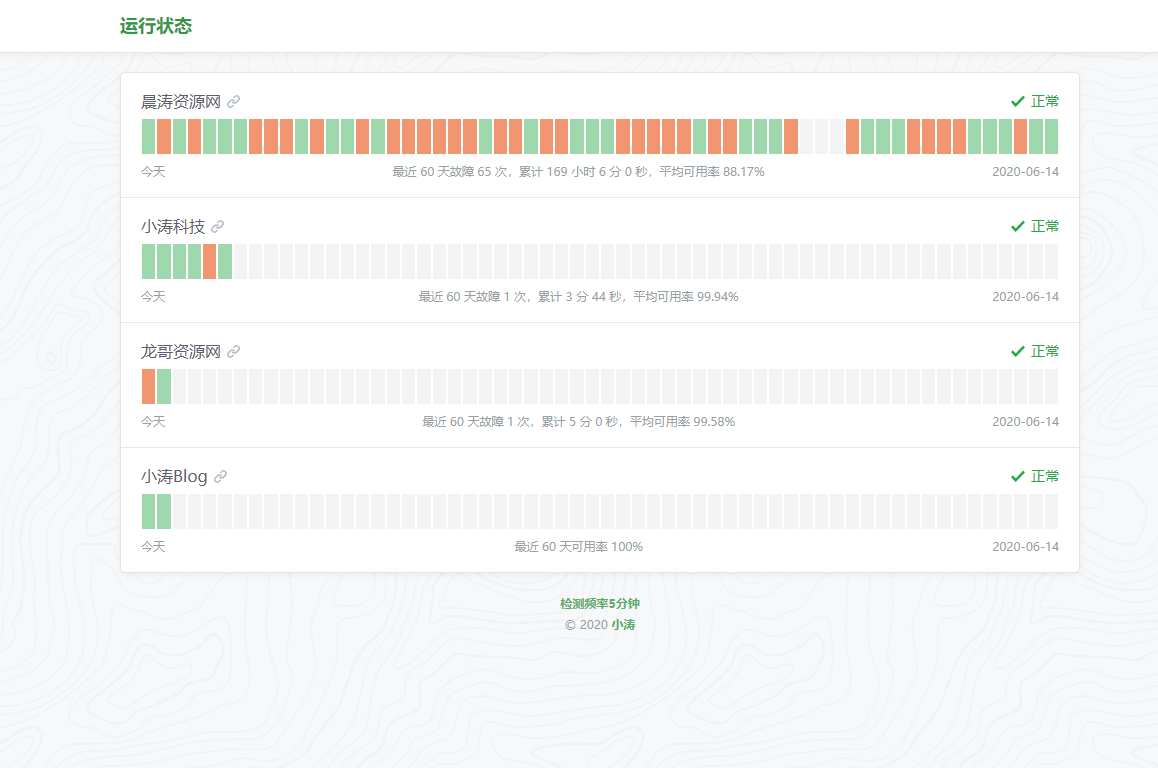 运行状态
晨涛资源网 正常
今天 最近 60 天故障 65 次，累计 169 小时 6 分 0 秒，平均可用率 88.17% 2020-06-14
小涛科技 正常
今天 最近 60 天故障 1 次，累计 3 分 44 秒，平均可用率 99.94% 2020-06-14
龙哥资源网 正常
今天 最近 60 天故障 1 次，累计 5 分 0 秒，平均可用率 99.58% 2020-06-14
小涛Blog 正常
今天 最近 60 天可用率 100% 2020-06-14
检测频率5分钟
© 2020 小涛